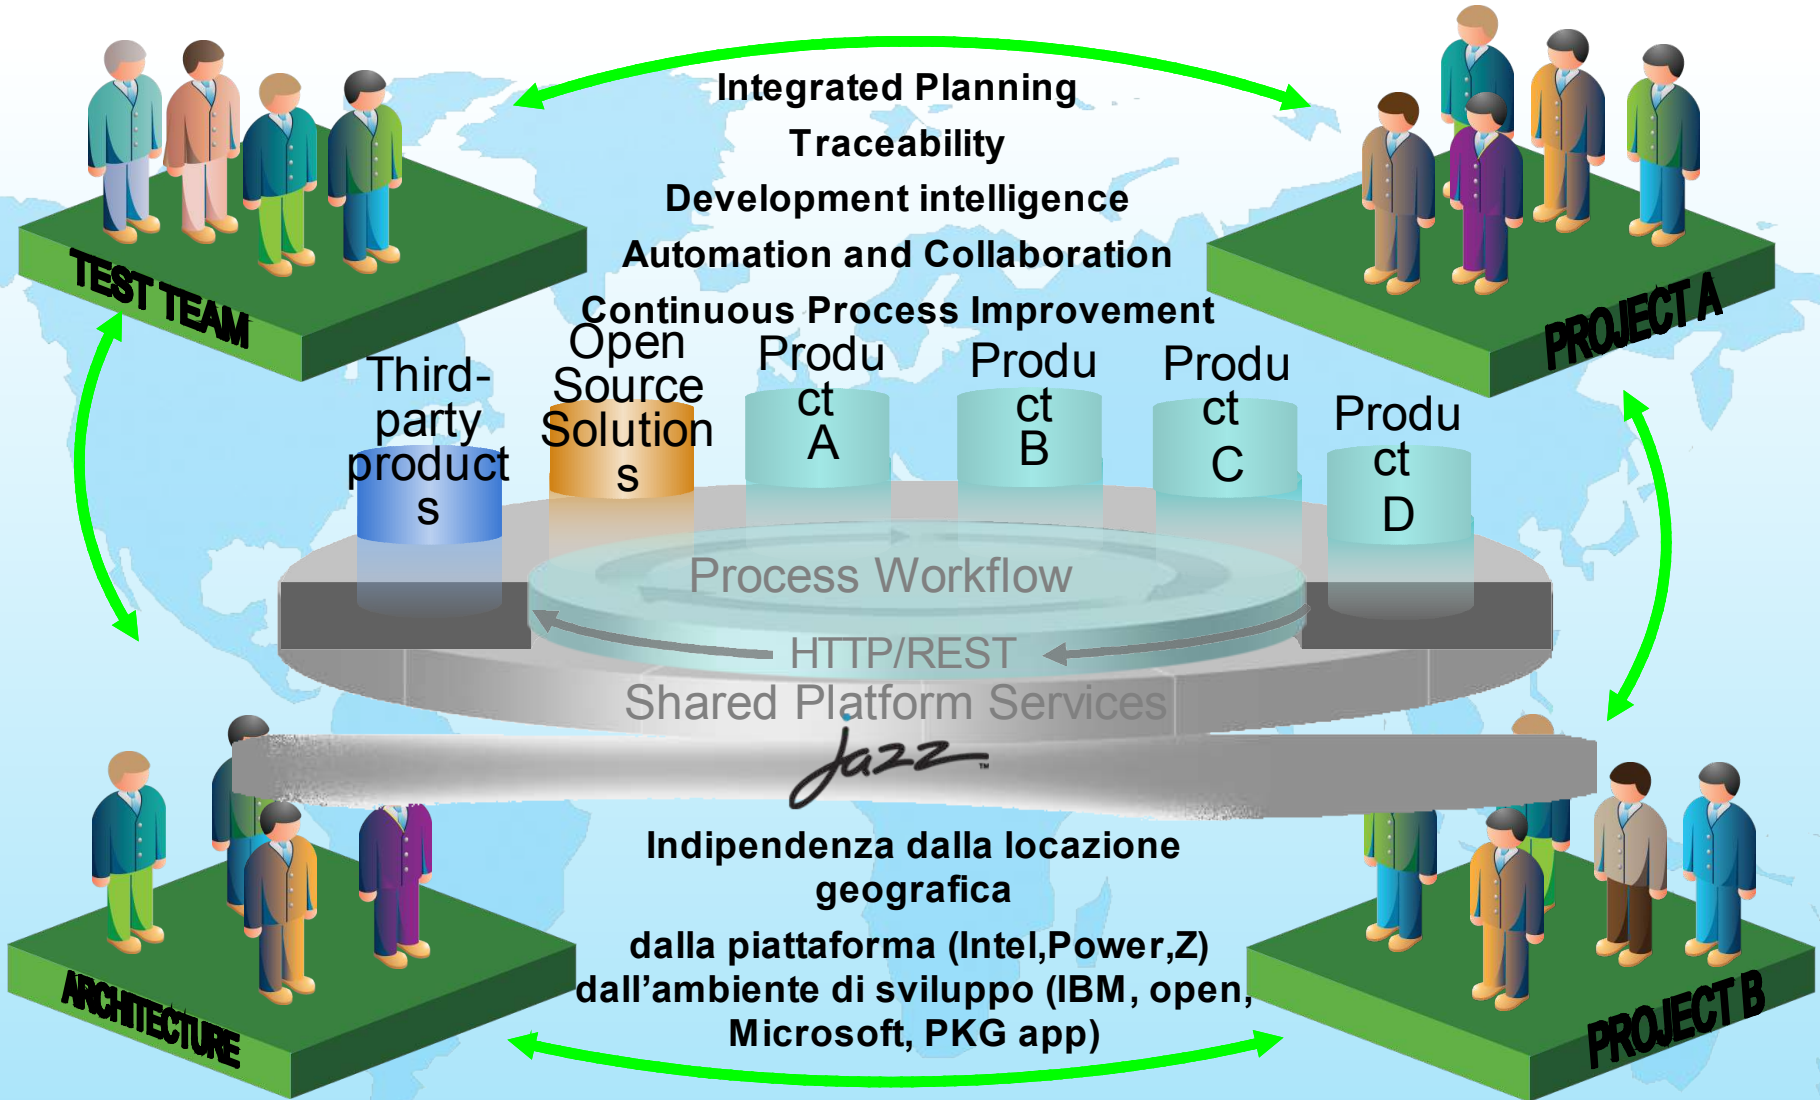 Integrated Planning
Traceability
Development intelligence
Automation and Collaboration
Continuous Process Improvement
TEST TEAM
PROJECT A
Third-
party
product
s
Open
Source
Solution
s
Produ
ct
A
Produ
ct
B
Produ
ct
C
Produ
ct
D
Process Workflow
HTTP/REST
Shared Platform Services
Jazz™
Indipendenza dalla locazione
geografica
dalla piattaforma (Intel,Power,Z)
dall’ambiente di sviluppo (IBM, open,
Microsoft, PKG app)
ARCHITECTURE
PROJECT B